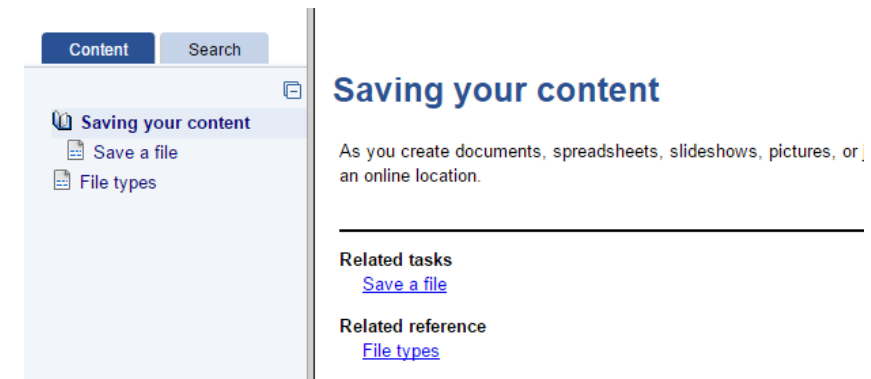 Content
Search
Saving your content
Save a file
File types
Saving your content
As you create documents, spreadsheets, slideshows, pictures, or
an online location.
Related tasks
Save a file
Related reference
File types